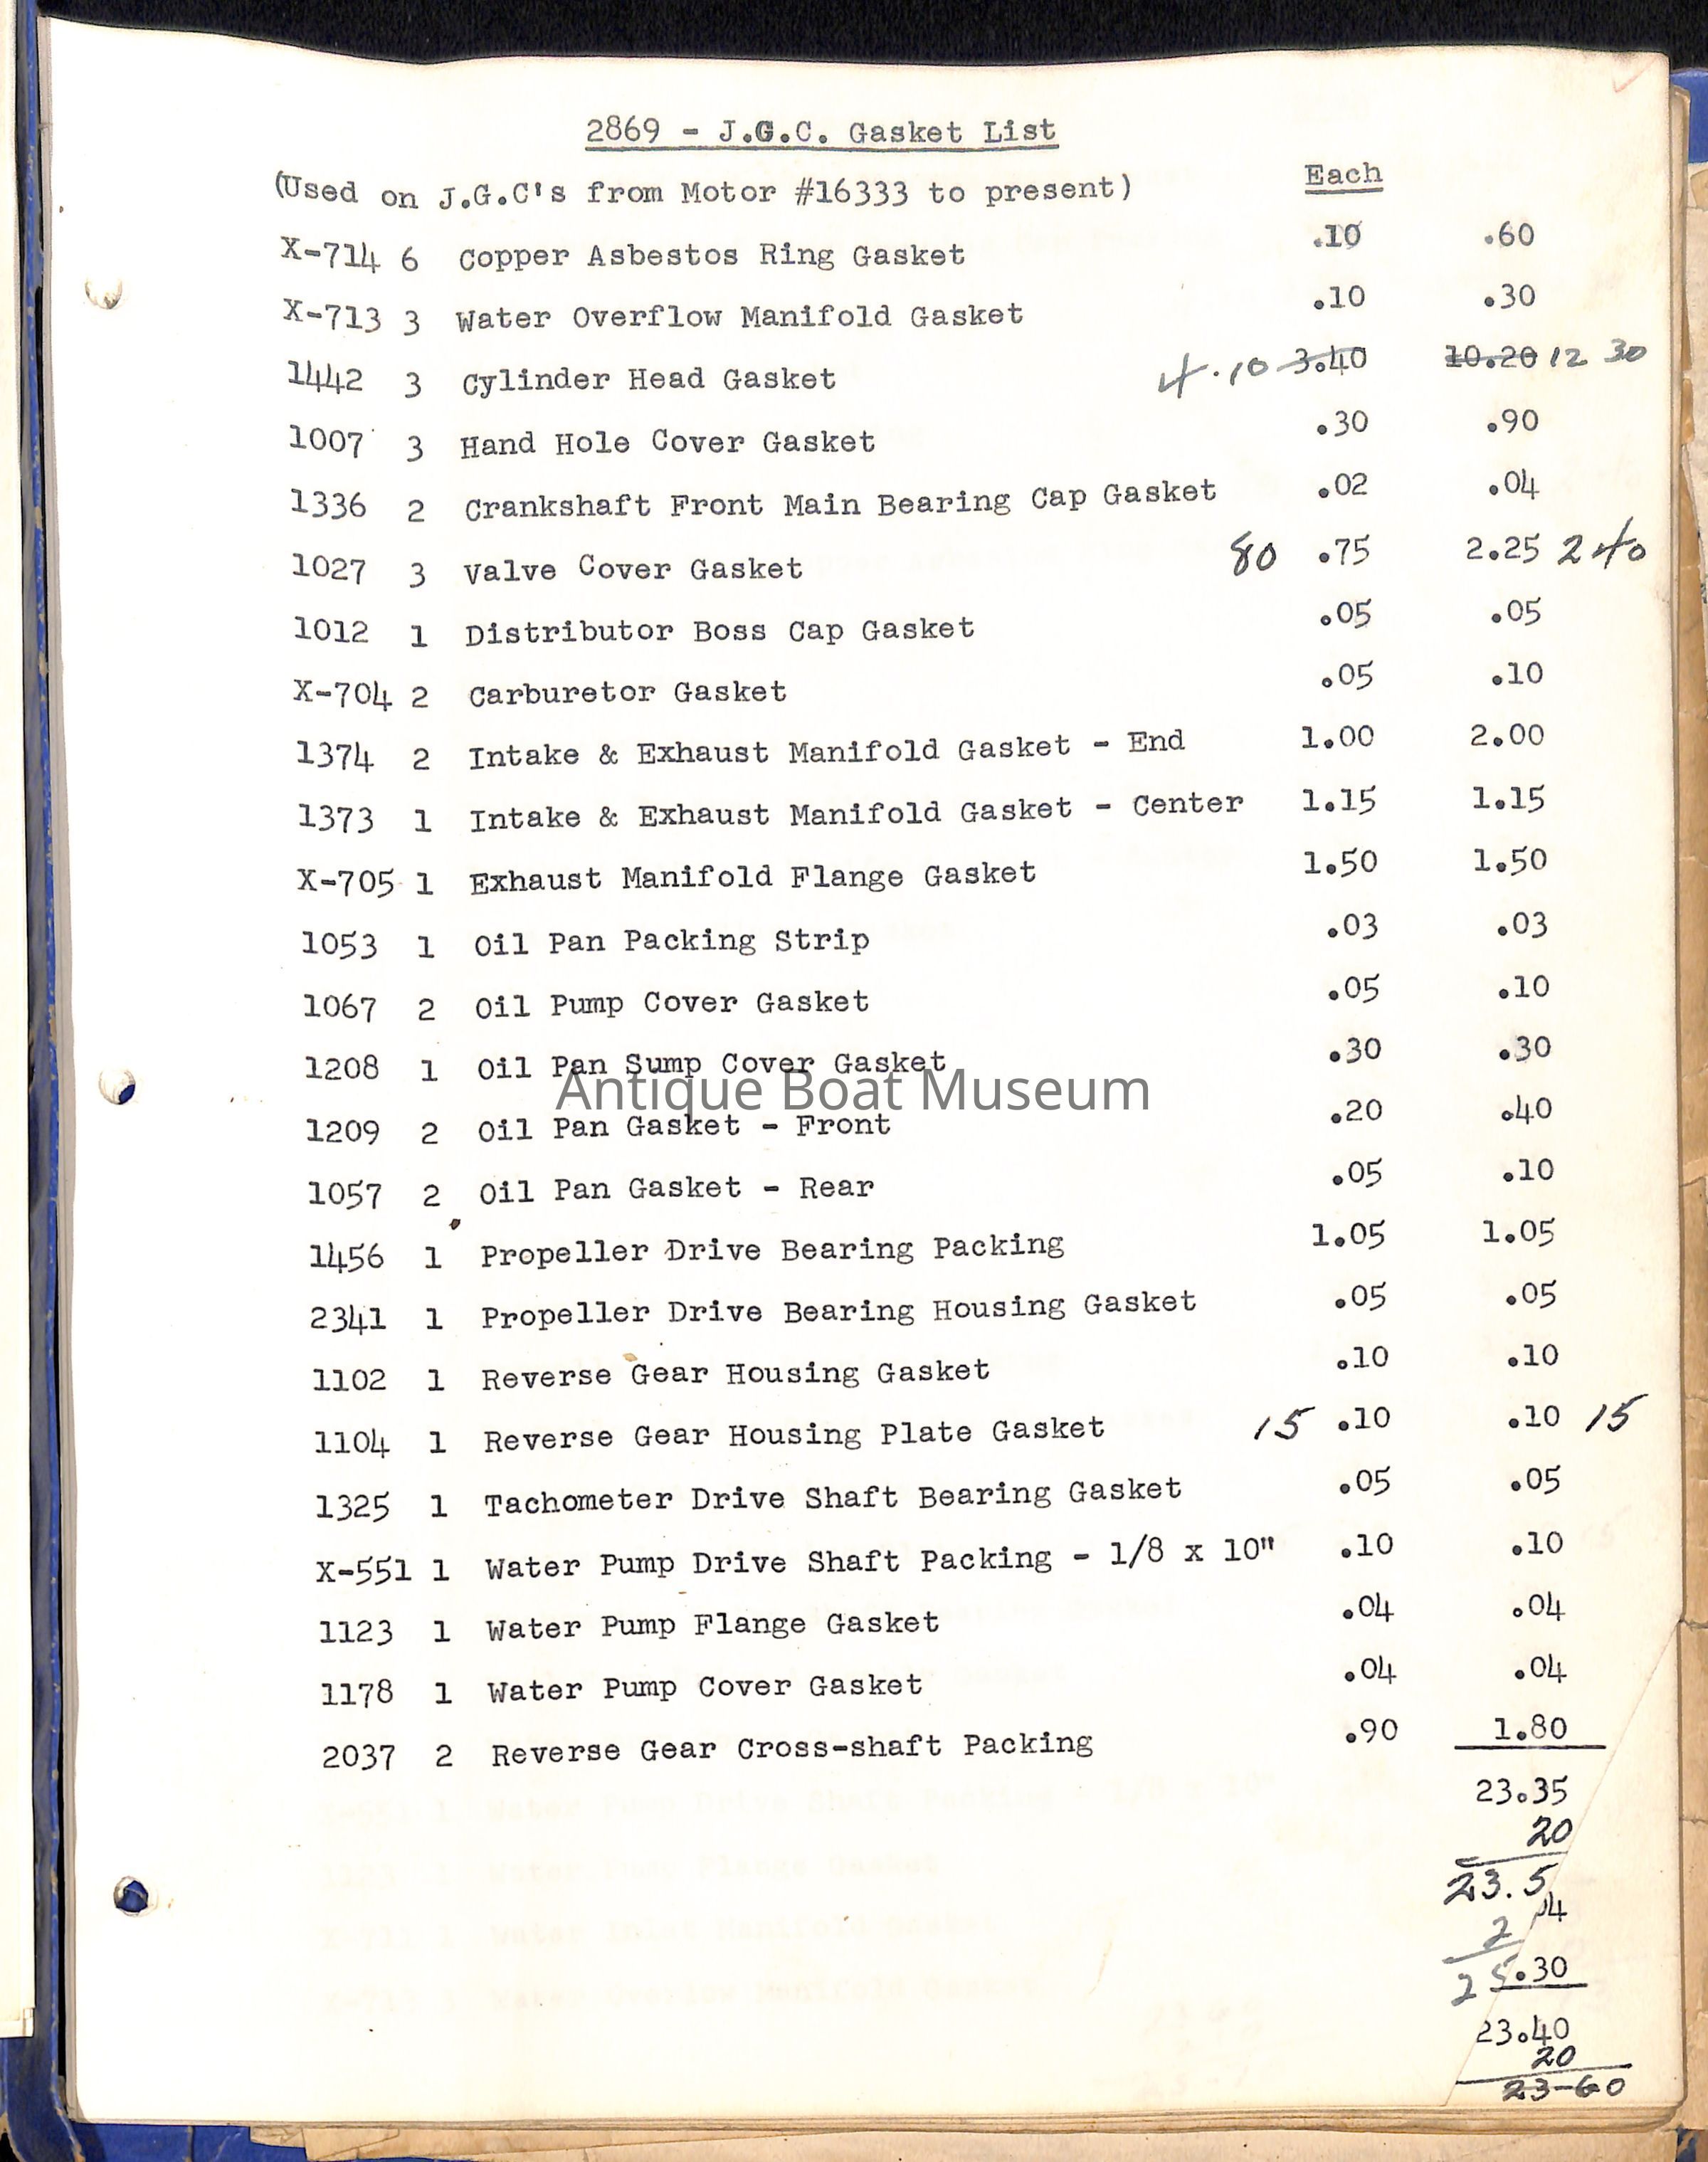 2869 - J.G.C. Gasket List
(Used on J.G.C's from Motor #16333 to present) Each
X-714 6 Copper Asbestos Ring Gasket .10 .60
X-713 3 Water Overflow Manifold Gasket .10 .30
1442 3 Cylinder Head Gasket 4.10 3.40 10.20 12 30
1007 3 Hand Hole Cover Gasket .30 .90
1336 2 Crankshaft Front Main Bearing Cap Gasket .02 .04
1027 3 Valve Cover Gasket 80 .75 2.25 2 40
1012 1 Distributor Boss Cap Gasket .05 .05
X-704 2 Carburetor Gasket .05 .10
1374 2 Intake & Exhaust Manifold Gasket - End 1.00 2.00
1373 1 Intake & Exhaust Manifold Gasket - Center 1.15 1.15
X-705 1 Exhaust Manifold Flange Gasket 1.50 1.50
1053 1 Oil Pan Packing Strip .03 .03
1067 2 Oil Pump Cover Gasket .05 .10
1208 1 Oil Pan Sump Cover Gasket .30 .30
Antique Boat Museum
1209 2 Oil Pan Gasket - Front .20 .40
1057 2 Oil Pan Gasket - Rear .05 .10
1456 1 Propeller Drive Bearing Packing 1.05 1.05
2341 1 Propeller Drive Bearing Housing Gasket .05 .05
1102 1 Reverse Gear Housing Gasket .10 .10
1104 1 Reverse Gear Housing Plate Gasket 15 .10 .10 15
1325 1 Tachometer Drive Shaft Bearing Gasket .05 .05
X-551 1 Water Pump Drive Shaft Packing - 1/8 x 10" .10 .10
1123 1 Water Pump Flange Gasket .04 .04
1178 1 Water Pump Cover Gasket .04 .04
2037 2 Reverse Gear Cross-shaft Packing .90 1.80
23.35
20
23.5
04
2
25
.30
23.40
20
23-60